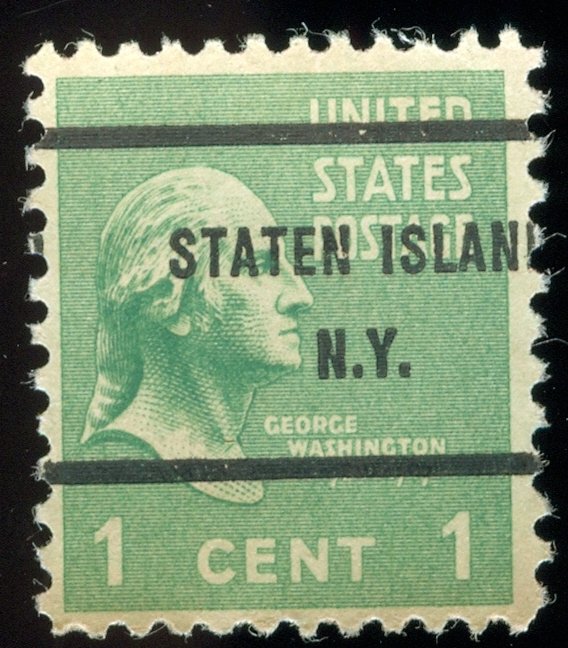 UNITED
STATES
POSTAGE
STATEN ISLAN
N.Y.
GEORGE
WASHINGTON
1 CENT 1